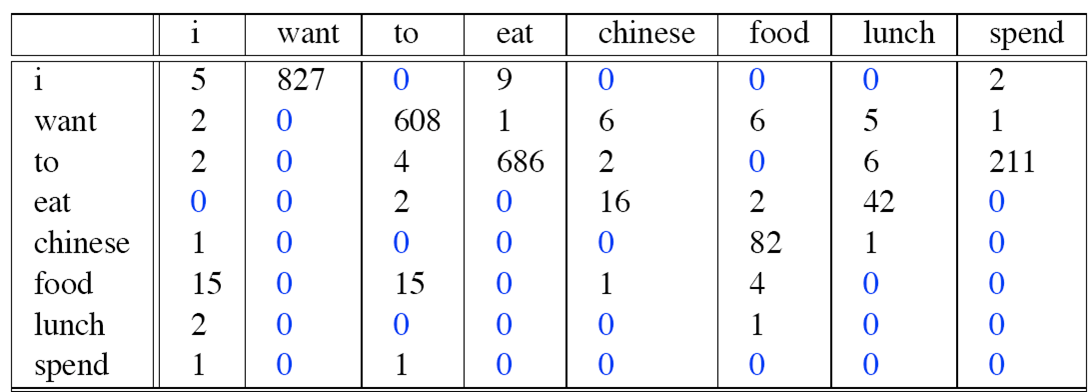 i want to eat chinese food lunch spend
i 5 827 0 9 0 0 0 2
want 2 0 608 1 6 6 5 1
to 2 0 4 686 2 0 6 211
eat 0 0 2 0 16 2 42 0
chinese 1 0 0 0 0 82 1 0
food 15 0 15 0 1 4 0 0
lunch 2 0 0 0 0 1 0 0
spend 1 0 1 0 0 0 0 0